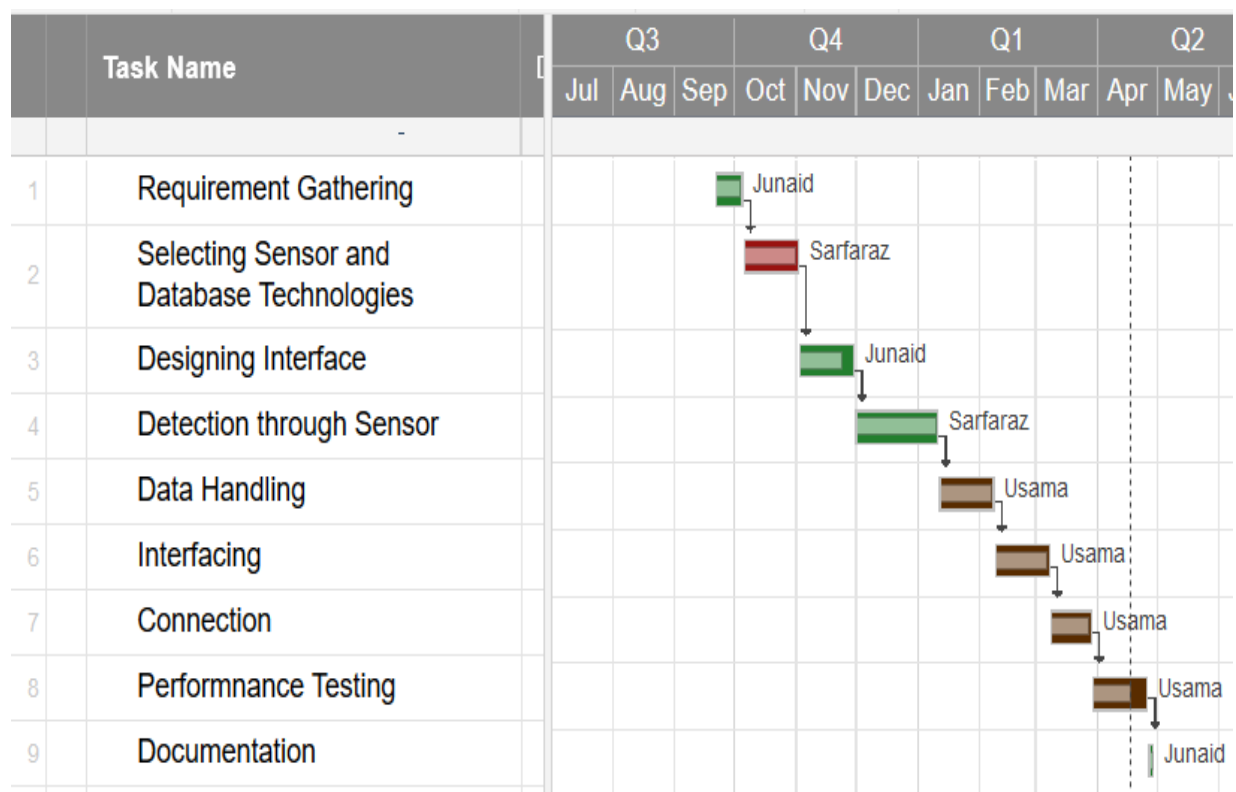 Task Name
Q3 Q4 Q1 Q2
Jul Aug Sep Oct Nov Dec Jan Feb Mar Apr May
-
1 Requirement Gathering Junaid
2 Selecting Sensor and
Database Technologies Sarfaraz
3 Designing Interface Junaid
4 Detection through Sensor Sarfaraz
5 Data Handling Usama
6 Interfacing Usama
7 Connection Usama
8 Performnance Testing Usama
9 Documentation Junaid